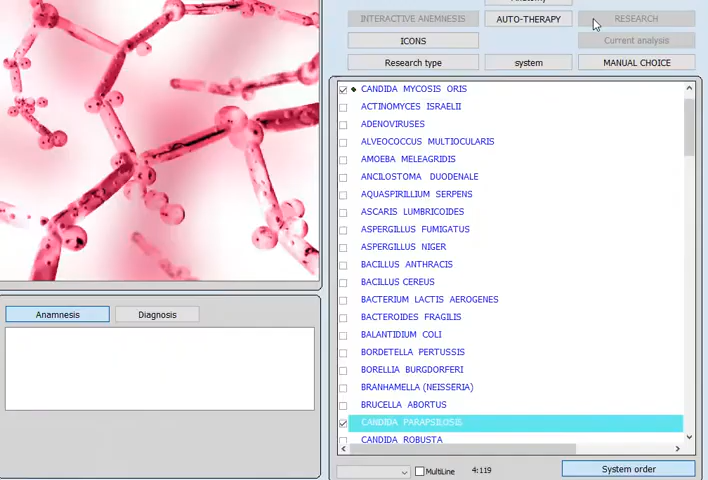 INTERACTIVE ANEMNESIS
AUTO-THERAPY
RESEARCH
ICONS
Current analysis
Research type
system
MANUAL CHOICE
CANDIDA MYCOSIS ORIS
ACTINOMYCES ISRAELII
ADENOVIRUSES
ALVEOCOCCUS MULTIOCULARIS
AMOEBA MELEAGRIDIS
ANCILOSTOMA DUODENALE
AQUASPIRILLIUM SERPENS
ASCARIS LUMBRICOIDES
ASPERGILLUS FUMIGATUS
ASPERGILLUS NIGER
BACILLUS ANTHRACIS
BACILLUS CEREUS
BACTERIUM LACTIS AEROGENES
BACTEROIDES FRAGILIS
BALANTIDIUM COLI
BORDETELLA PERTUSSIS
BORELLIA BURGDORFERI
BRANHAMELLA (NEISSERIA)
BRUCELLA ABORTUS
CANDIDA PARAPSILOSIS
CANDIDA ROBUSTA
Anamnesis
Diagnosis
MultiLine
4:119
System order